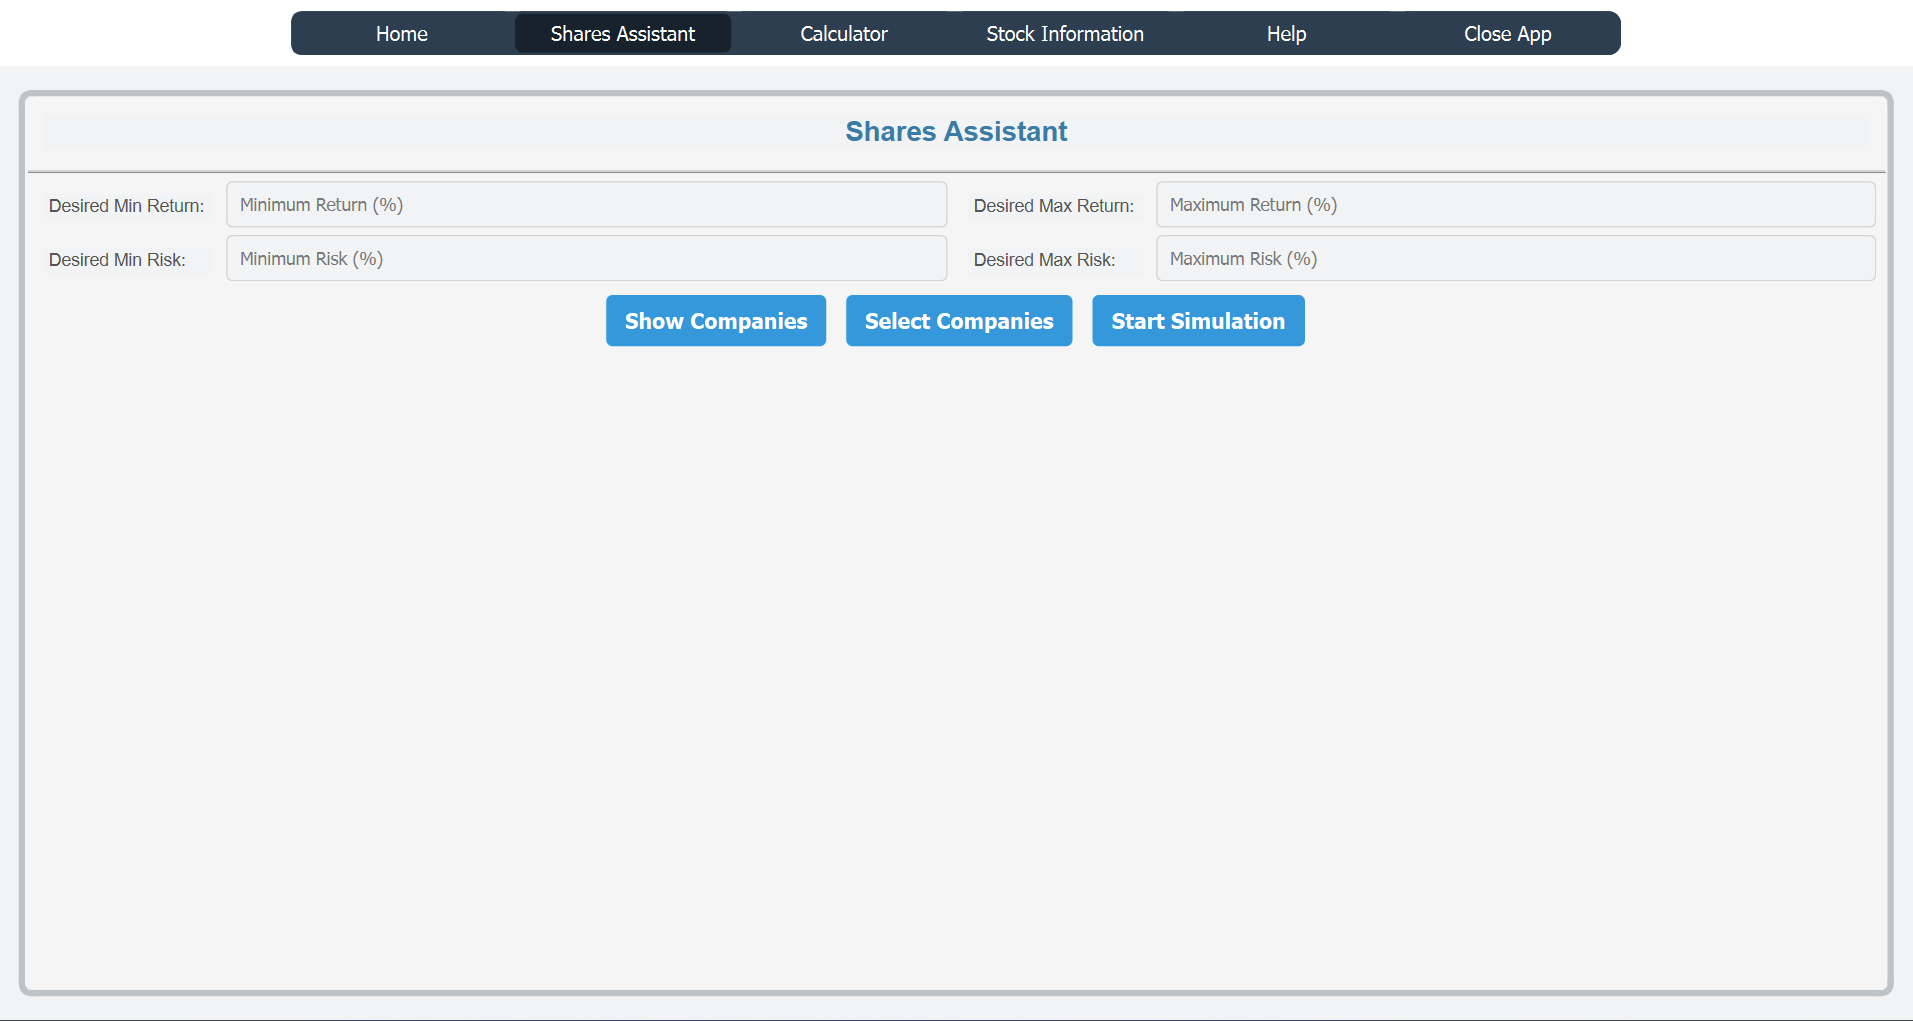 Home Shares Assistant Calculator Stock Information Help Close App
Shares Assistant
Desired Min Return: Minimum Return (%) Desired Max Return: Maximum Return (%)
Desired Min Risk: Minimum Risk (%) Desired Max Risk: Maximum Risk (%)
Show Companies Select Companies Start Simulation